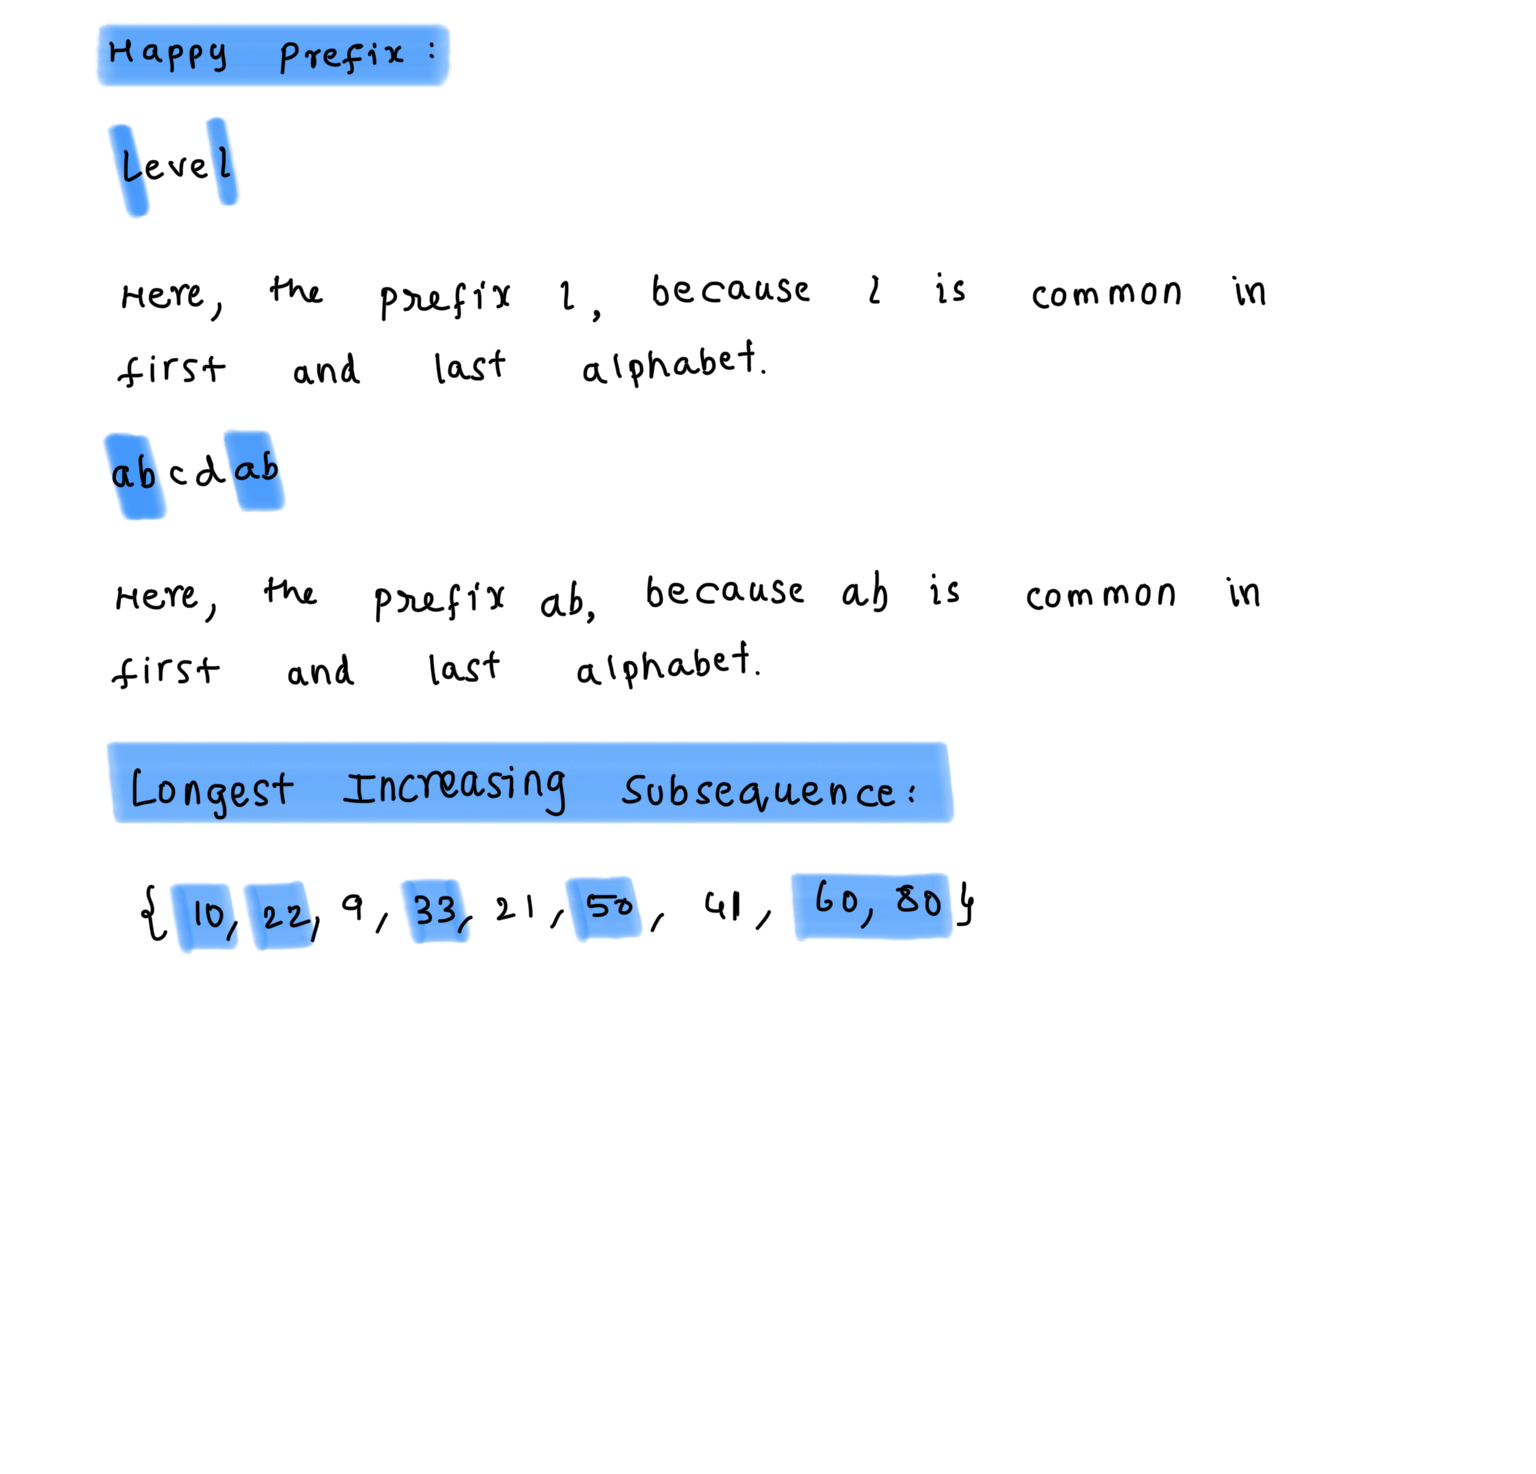 Happy Prefix:
Level
Here, the prefix l, because l is common in
first and last alphabet.
abcdab
Here, the prefix ab, because ab is common in
first and last alphabet.
Longest Increasing Subsequence:
{10, 22, 9, 33, 21, 50, 41, 60, 80}